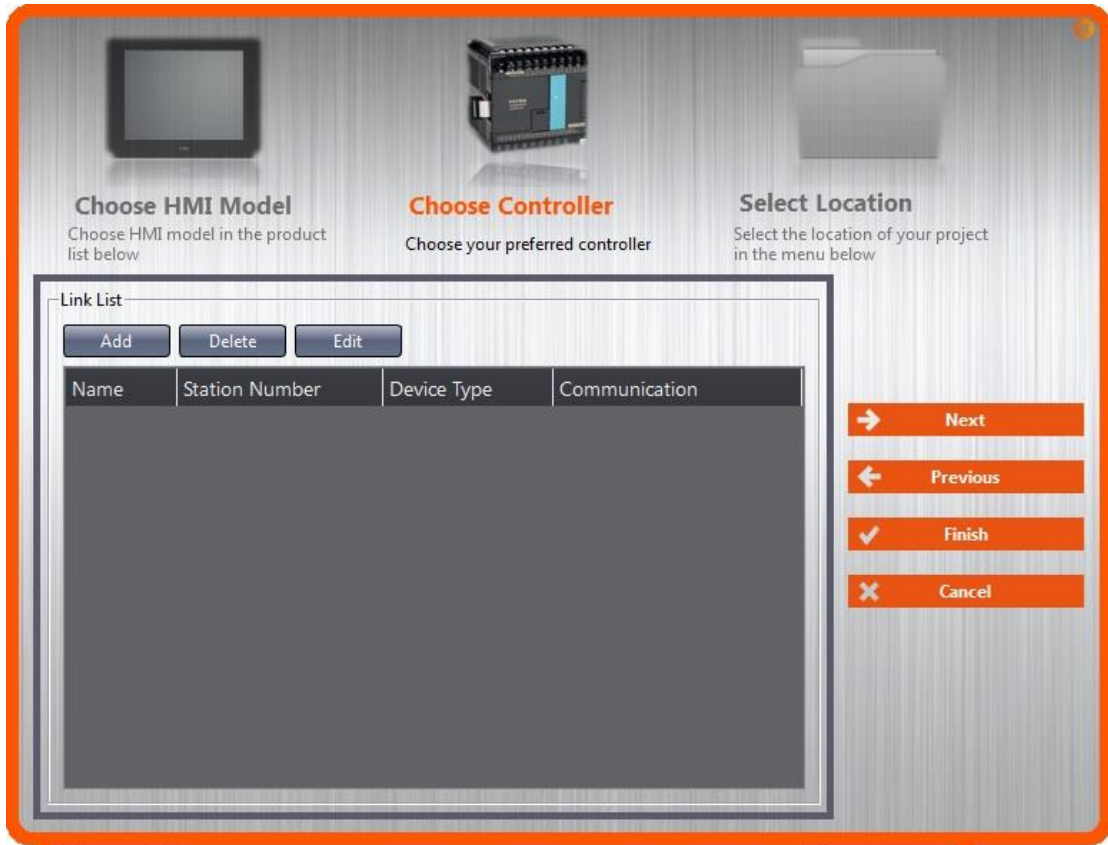 Choose HMI Model
Choose HMI model in the product
list below
Choose Controller
Choose your preferred controller
Select Location
Select the location of your project
in the menu below
Link List
Add Delete Edit
Name Station Number Device Type Communication
Next
Previous
Finish
Cancel